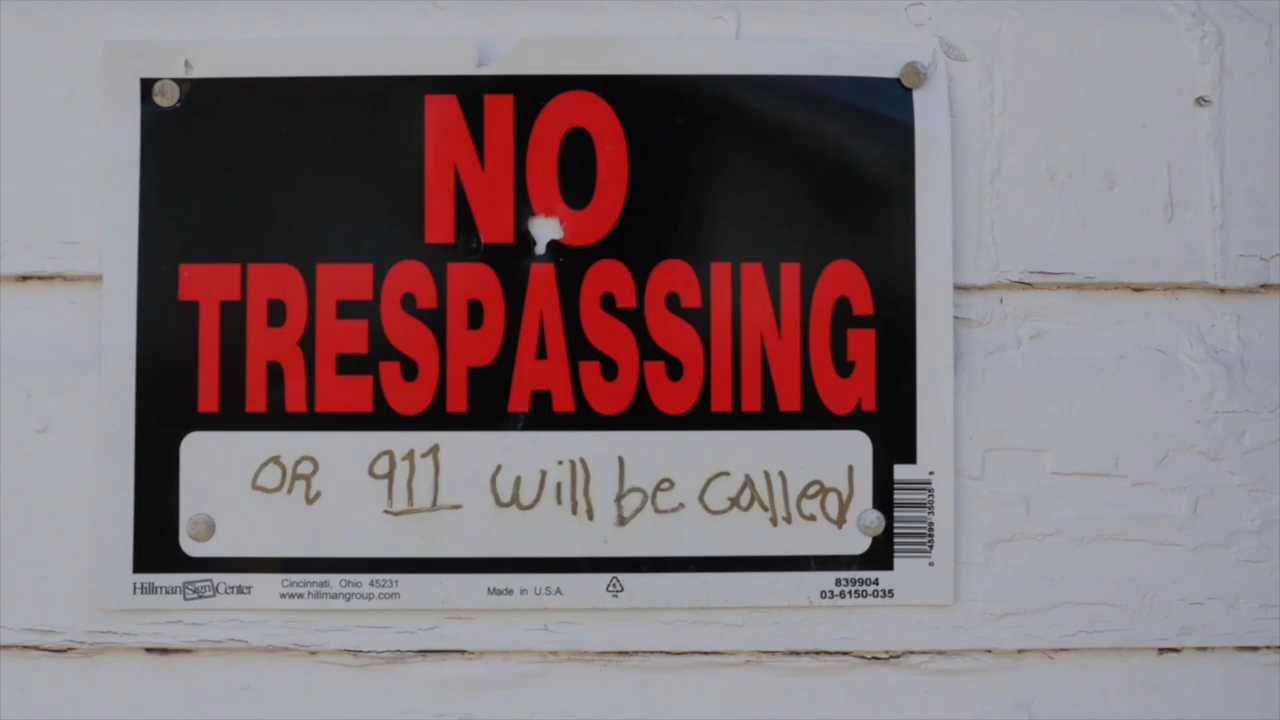 NO
TRESPASSING
OR 911 will be called
Hillman Sign Center
Cincinnati, Ohio 45231
www.hillmangroup.com
Made in U.S.A.
839904
03-6150-035